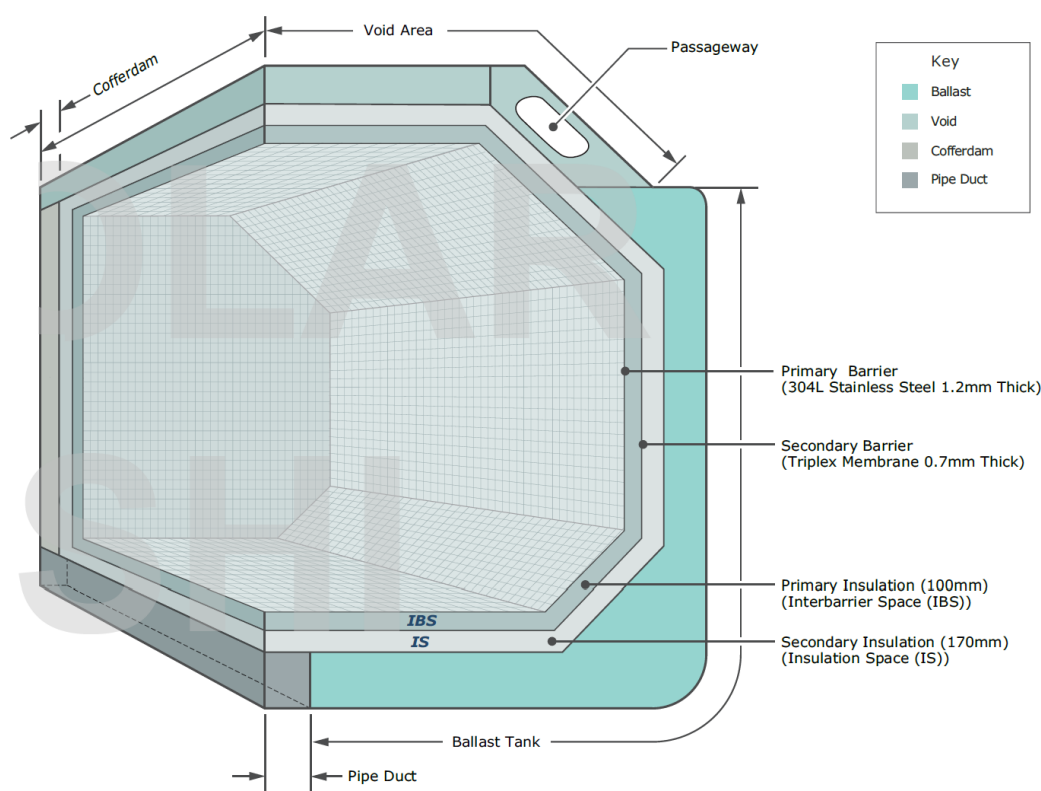 Void Area
Passageway
Cofferdam
Key
Ballast
Void
Cofferdam
Pipe Duct
OLAR
SHI
Primary Barrier
(304L Stainless Steel 1.2mm Thick)
Secondary Barrier
(Triplex Membrane 0.7mm Thick)
Primary Insulation (100mm)
(Interbarrier Space (IBS))
IBS
IS
Secondary Insulation (170mm)
(Insulation Space (IS))
Ballast Tank
Pipe Duct